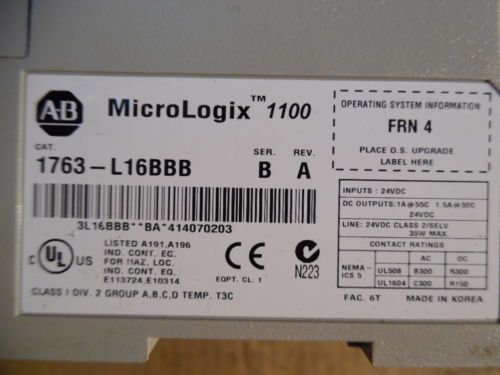 AB MicroLogix™ 1100
CAT. SER. REV.
1763-L16BBB B A
3L16BBB**BA*414070203
C UL US
LISTED A191,A196
IND. CONT. EQ.
FOR HAZ. LOC.
IND. CONT. EQ.
E113724,E10314
EQPT. CL. 1
CE
N223
CLASS I DIV. 2 GROUP A,B,C,D TEMP. T3C
OPERATING SYSTEM INFORMATION
FRN 4
PLACE O.S. UPGRADE
LABEL HERE
INPUTS : 24VDC
DC OUTPUTS:1A@55C 1.5A@30C
24VDC
LINE: 24VDC CLASS 2/SELV
35W MAX
CONTACT RATINGS
AC DC
NEMA-
ICS 5
UL508 B300 R300
UL1604 C300 R150
FAC. 6T MADE IN KOREA